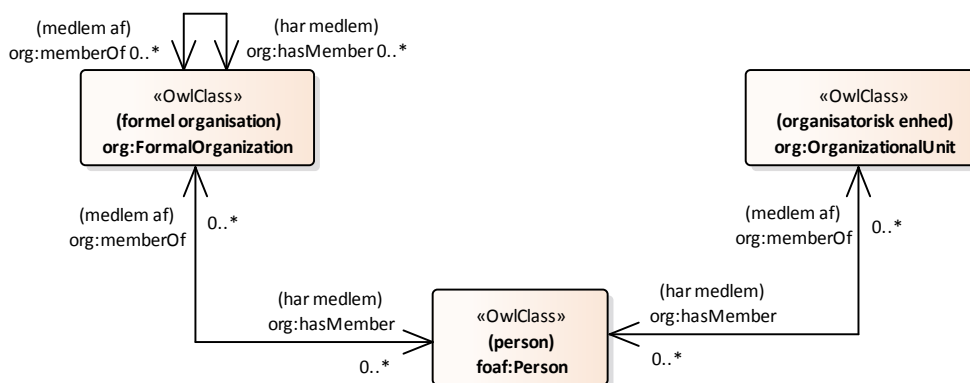 (medlem af)
org:memberOf 0..*
(har medlem)
org:hasMember 0..*
«OwlClass»
(formel organisation)
org:FormalOrganization
«OwlClass»
(organisatorisk enhed)
org:OrganizationalUnit
(medlem af)
org:memberOf
0..*
(medlem af)
org:memberOf
0..*
(har medlem)
org:hasMember
0..*
«OwlClass»
(person)
foaf:Person
(har medlem)
org:hasMember
0..*